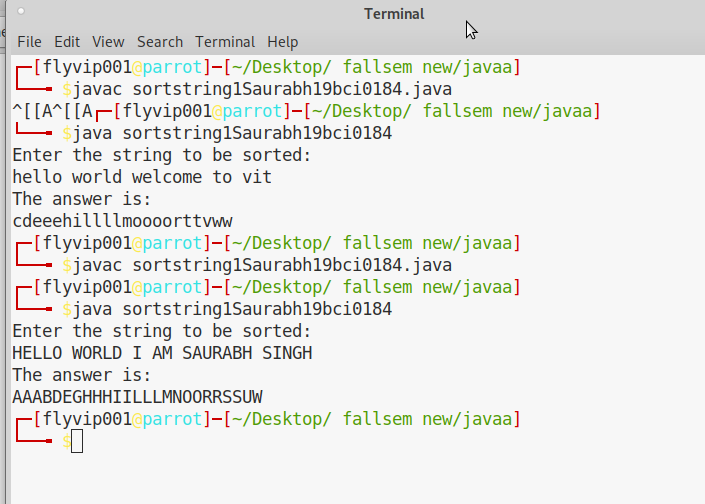 Terminal
File Edit View Search Terminal Help
┌─[flyvip001@parrot]─[~/Desktop/ fallsem new/javaa]
└──╼ $javac sortstring1Saurabh19bci0184.java
^[[A^[[A┌─[flyvip001@parrot]─[~/Desktop/ fallsem new/javaa]
└──╼ $java sortstring1Saurabh19bci0184
Enter the string to be sorted:
hello world welcome to vit
The answer is:
cdeeehillllmoooorttvww
┌─[flyvip001@parrot]─[~/Desktop/ fallsem new/javaa]
└──╼ $javac sortstring1Saurabh19bci0184.java
┌─[flyvip001@parrot]─[~/Desktop/ fallsem new/javaa]
└──╼ $java sortstring1Saurabh19bci0184
Enter the string to be sorted:
HELLO WORLD I AM SAURABH SINGH
The answer is:
AAABDEGHHHIILLLMNOORRSSUW
┌─[flyvip001@parrot]─[~/Desktop/ fallsem new/javaa]
└──╼ $